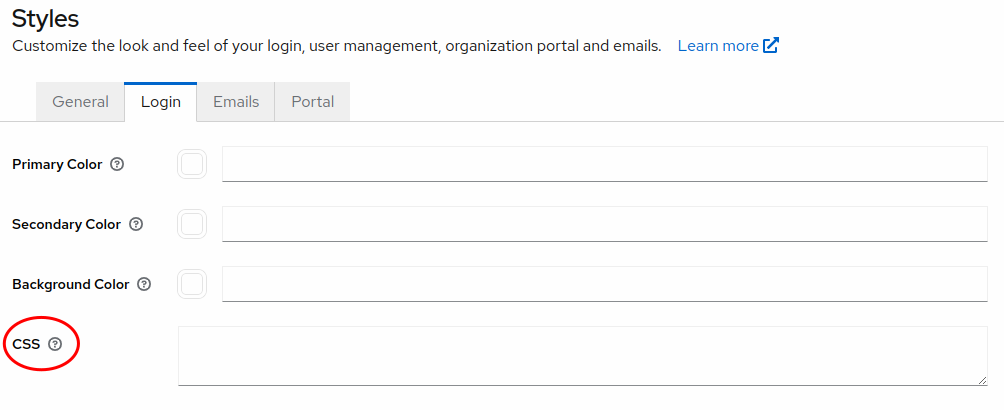 Styles
Customize the look and feel of your login, user management, organization portal and emails. Learn more
General Login Emails Portal
Primary Color
Secondary Color
Background Color
CSS